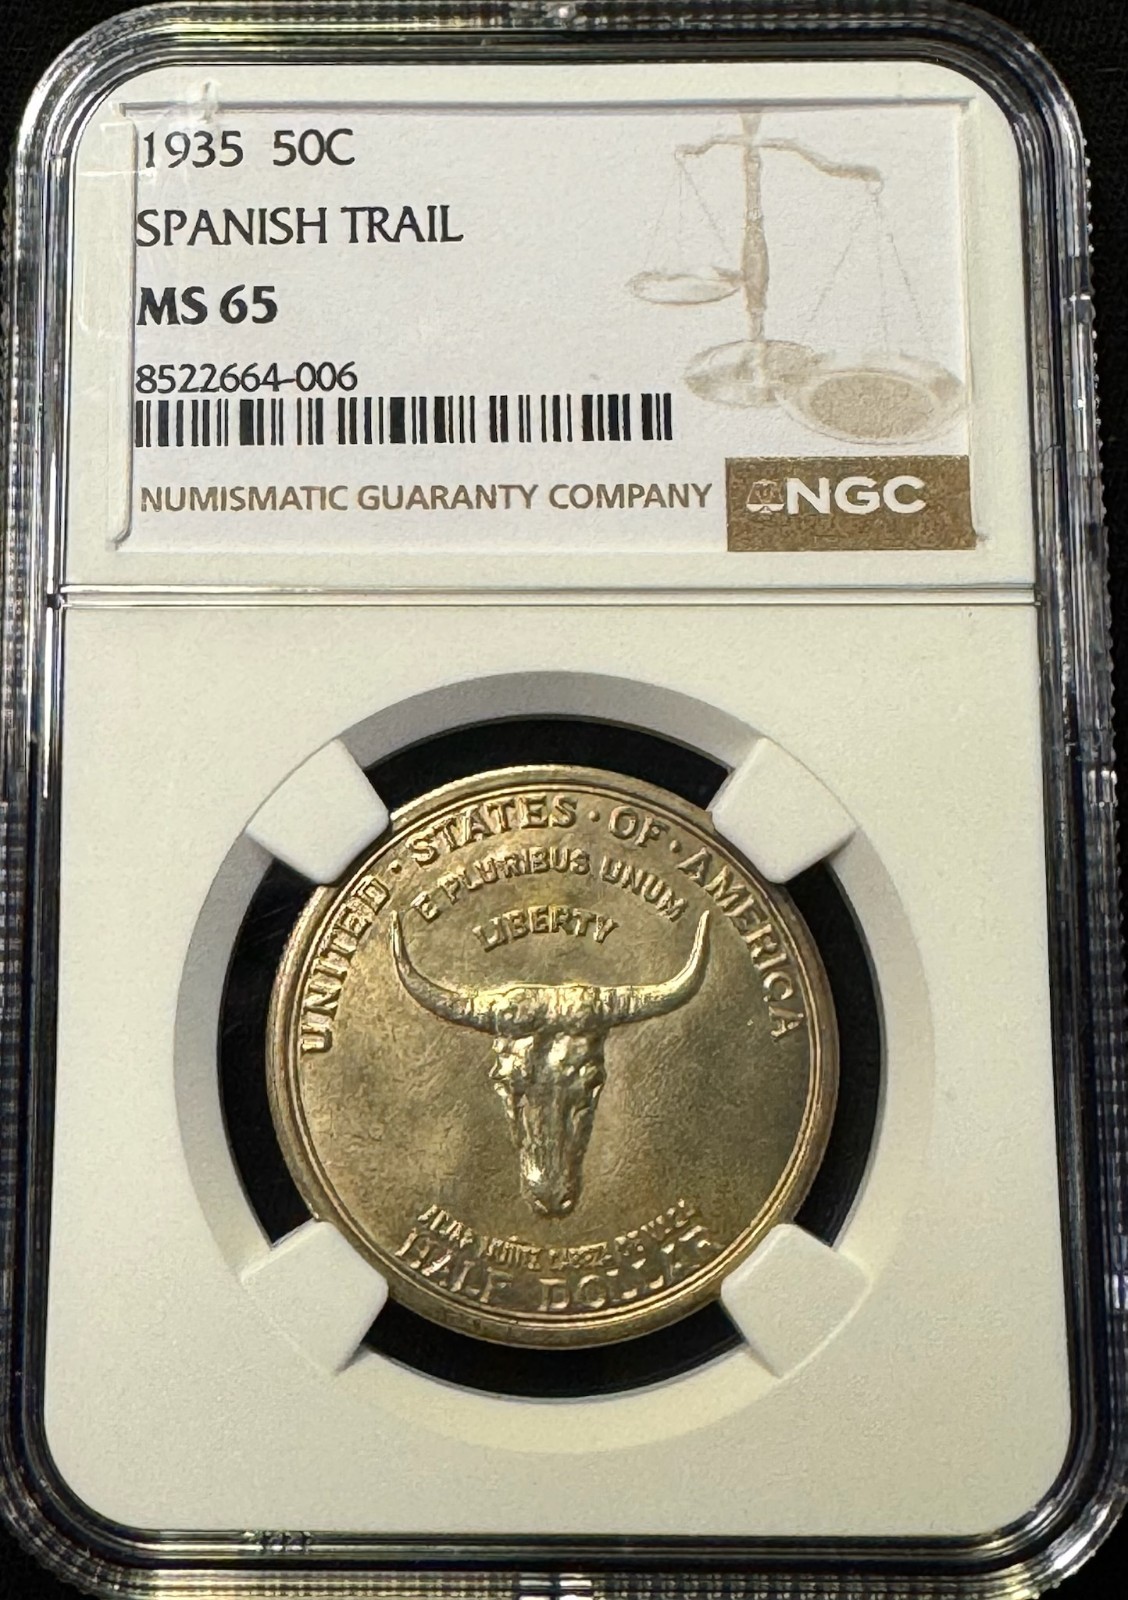 1935 50C
SPANISH TRAIL
MS 65
8522664-006
NUMISMATIC GUARANTY COMPANY
NGC
UNITED · STATES · OF · AMERICA
E PLURIBUS UNUM
LIBERTY
HALF DOLLAR